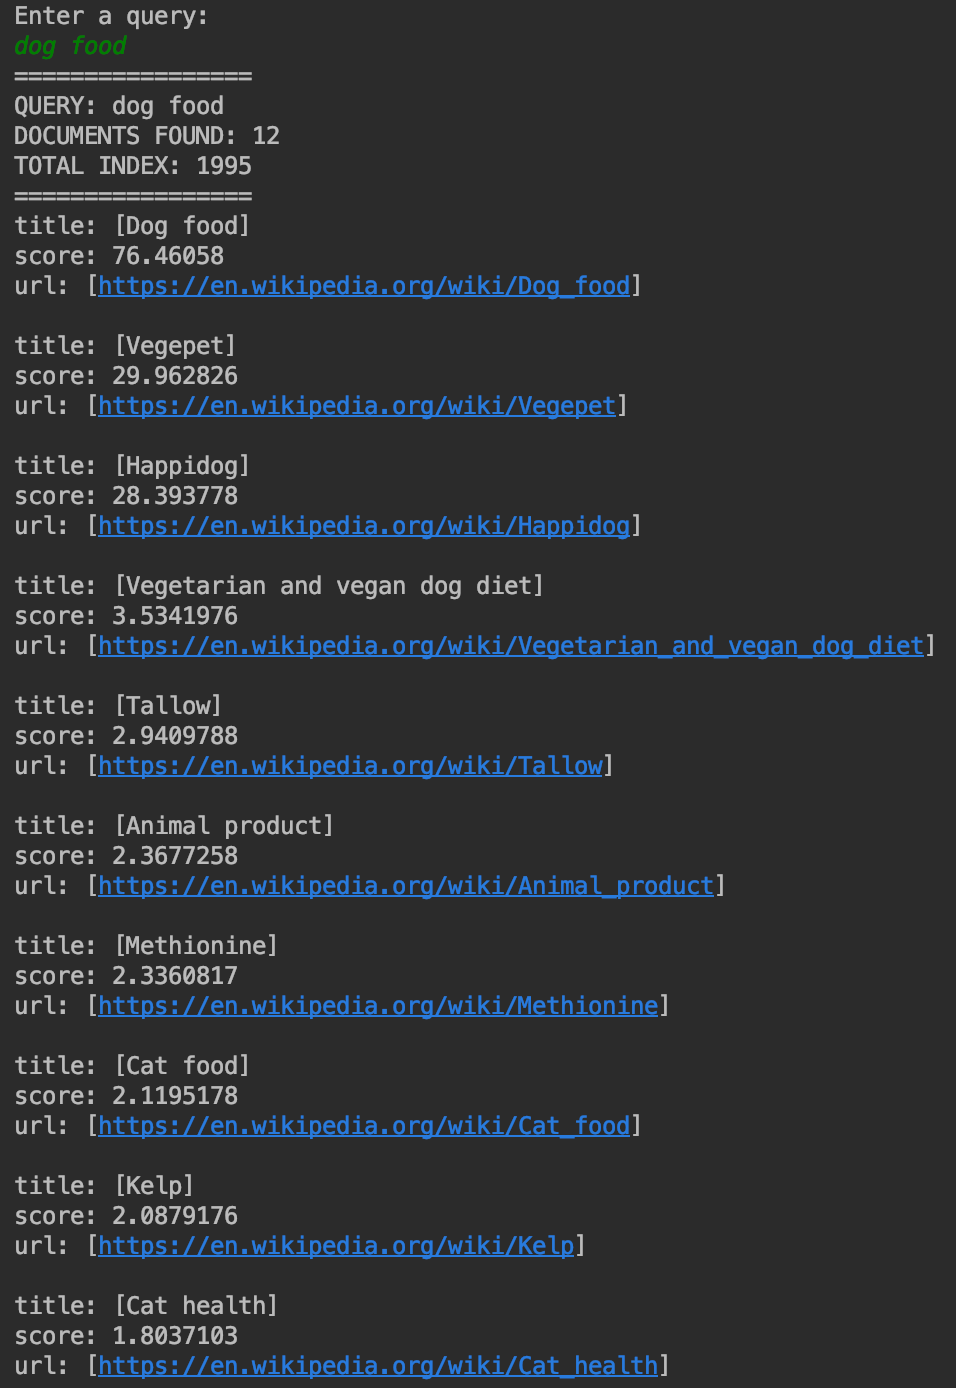 Enter a query:
dog food
=================
QUERY: dog food
DOCUMENTS FOUND: 12
TOTAL INDEX: 1995
=================
title: [Dog food]
score: 76.46058
url: [https://en.wikipedia.org/wiki/Dog_food]
title: [Vegepet]
score: 29.962826
url: [https://en.wikipedia.org/wiki/Vegepet]
title: [Happidog]
score: 28.393778
url: [https://en.wikipedia.org/wiki/Happidog]
title: [Vegetarian and vegan dog diet]
score: 3.5341976
url: [https://en.wikipedia.org/wiki/Vegetarian_and_vegan_dog_diet]
title: [Tallow]
score: 2.9409788
url: [https://en.wikipedia.org/wiki/Tallow]
title: [Animal product]
score: 2.3677258
url: [https://en.wikipedia.org/wiki/Animal_product]
title: [Methionine]
score: 2.3360817
url: [https://en.wikipedia.org/wiki/Methionine]
title: [Cat food]
score: 2.1195178
url: [https://en.wikipedia.org/wiki/Cat_food]
title: [Kelp]
score: 2.0879176
url: [https://en.wikipedia.org/wiki/Kelp]
title: [Cat health]
score: 1.8037103
url: [https://en.wikipedia.org/wiki/Cat_health]